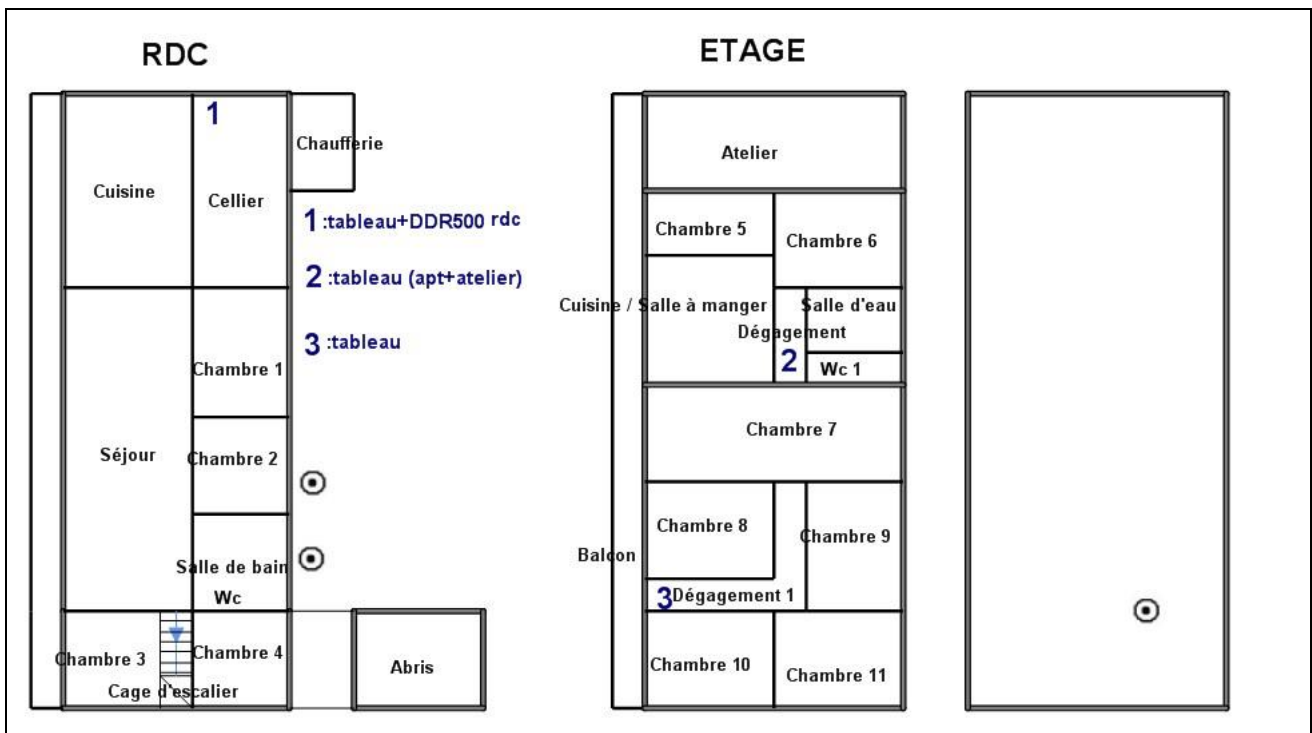 RDC
ETAGE
1
Chaufferie
Cuisine
Cellier
1 :tableau+DDR500 rdc
2 :tableau (apt+atelier)
3 :tableau
Chambre 1
Séjour
Chambre 2
Salle de bain
Wc
Chambre 3
Chambre 4
Cage d'escalier
Abris
Atelier
Chambre 5
Chambre 6
Cuisine / Salle à manger
Salle d'eau
Dégagement
2
Wc 1
Chambre 7
Chambre 8
Chambre 9
Balcon
3
Dégagement 1
Chambre 10
Chambre 11